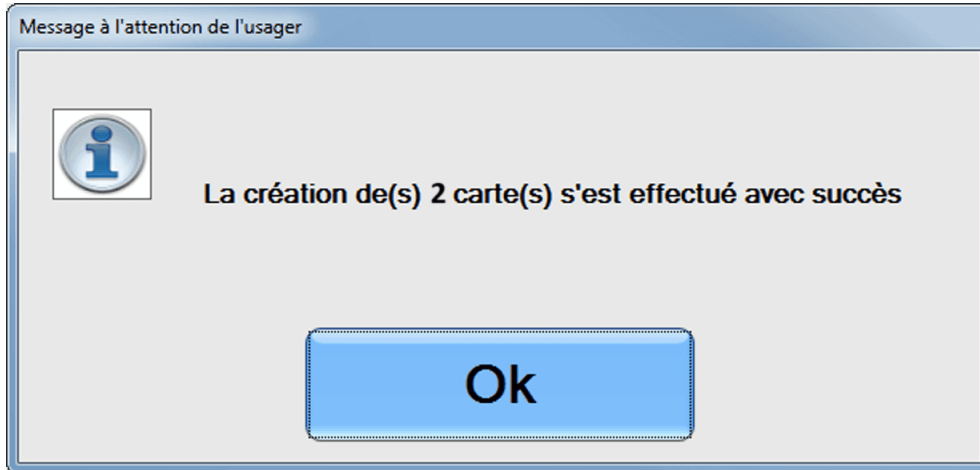 Message à l'attention de l'usager
La création de(s) 2 carte(s) s'est effectué avec succès
Ok